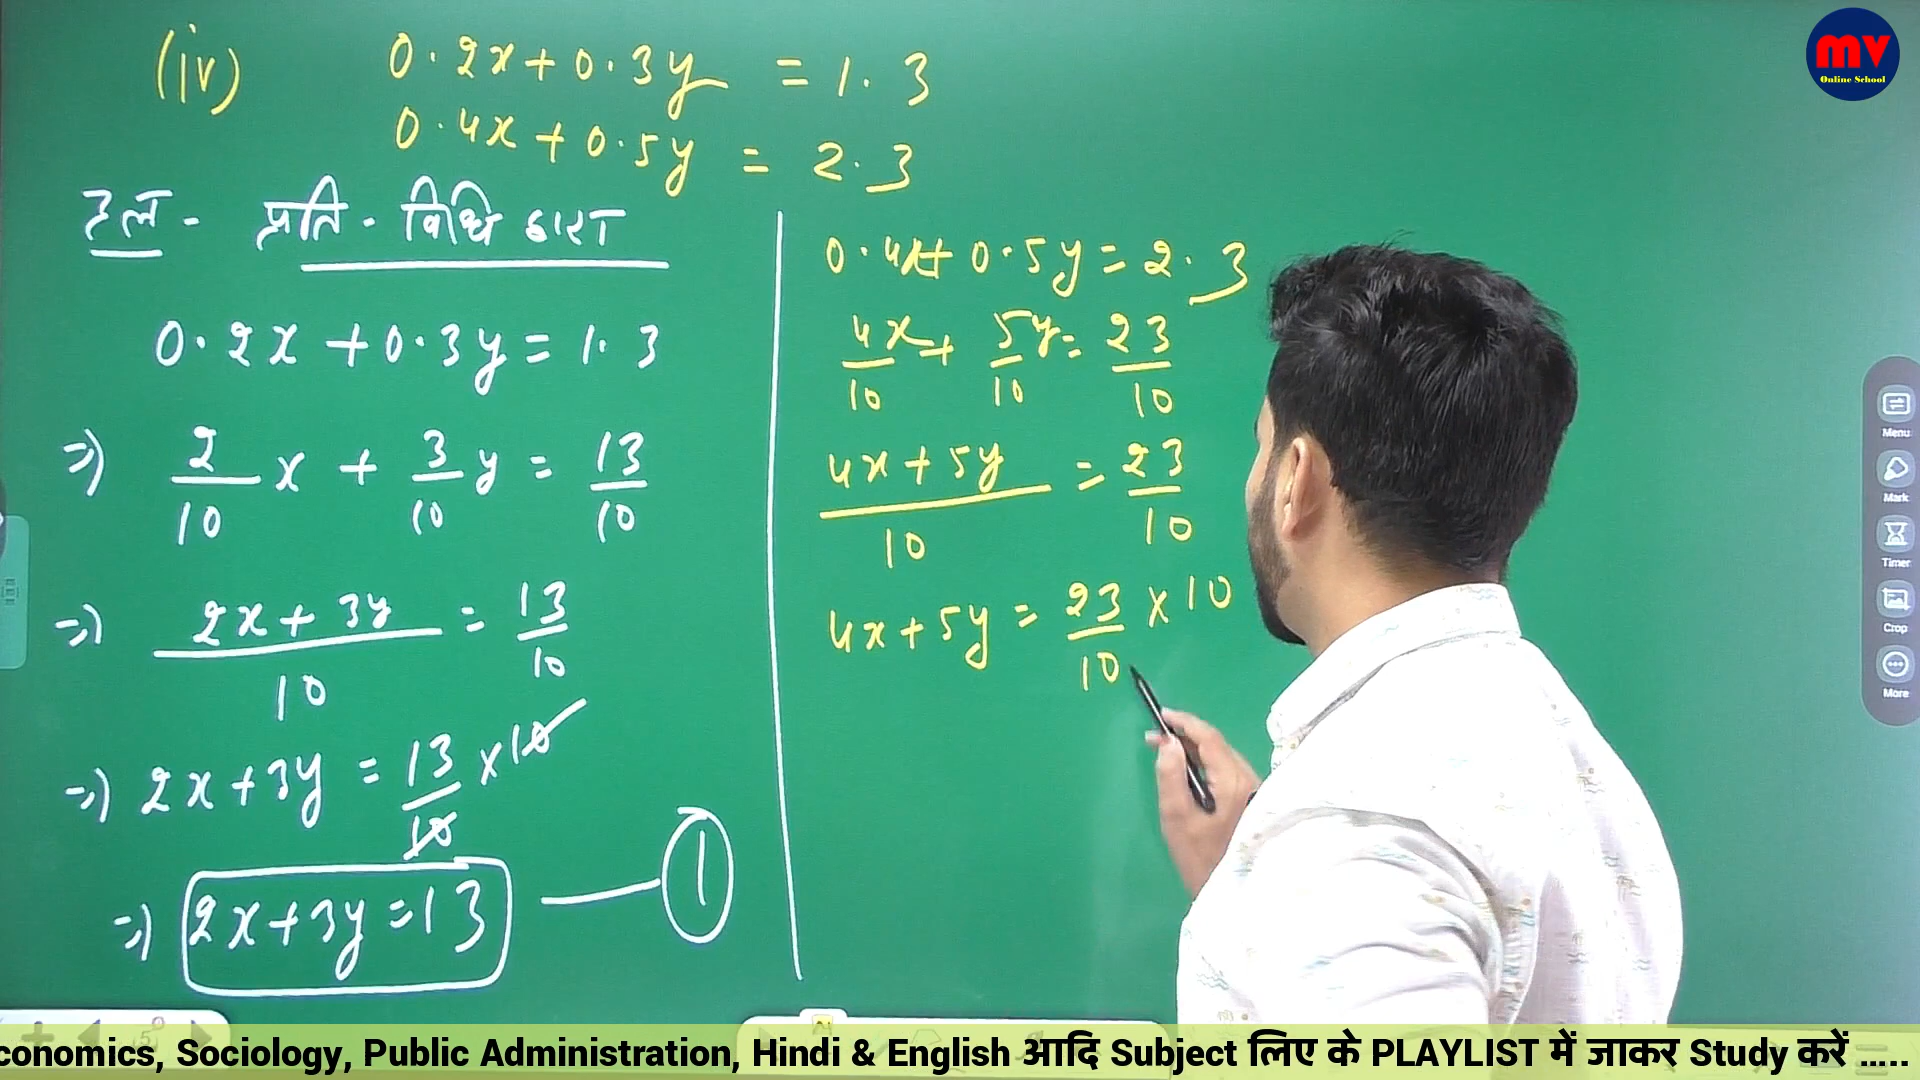 (iv) 0.2x+0.3y = 1.3
0.4x+0.5y = 2.3
हल - प्रति. विधि द्वारा
0.2x+0.3y=1.3
=) 2/10 x + 3/10 y = 13/10
=) 2x+3y/10 = 13/10
=) 2x+3y = 13/10 ×10
=) 2x+3y=13 — 1
0.4x+0.5y=2.3
4x/10 + 5y/10 = 23/10
4x+5y/10 = 23/10
4x+5y = 23/10 × 10
mv
Online School
Menu
Mark
Timer
Crop
More
conomics, Sociology, Public Administration, Hindi & English आदि Subject लिए के PLAYLIST में जाकर Study करें .....